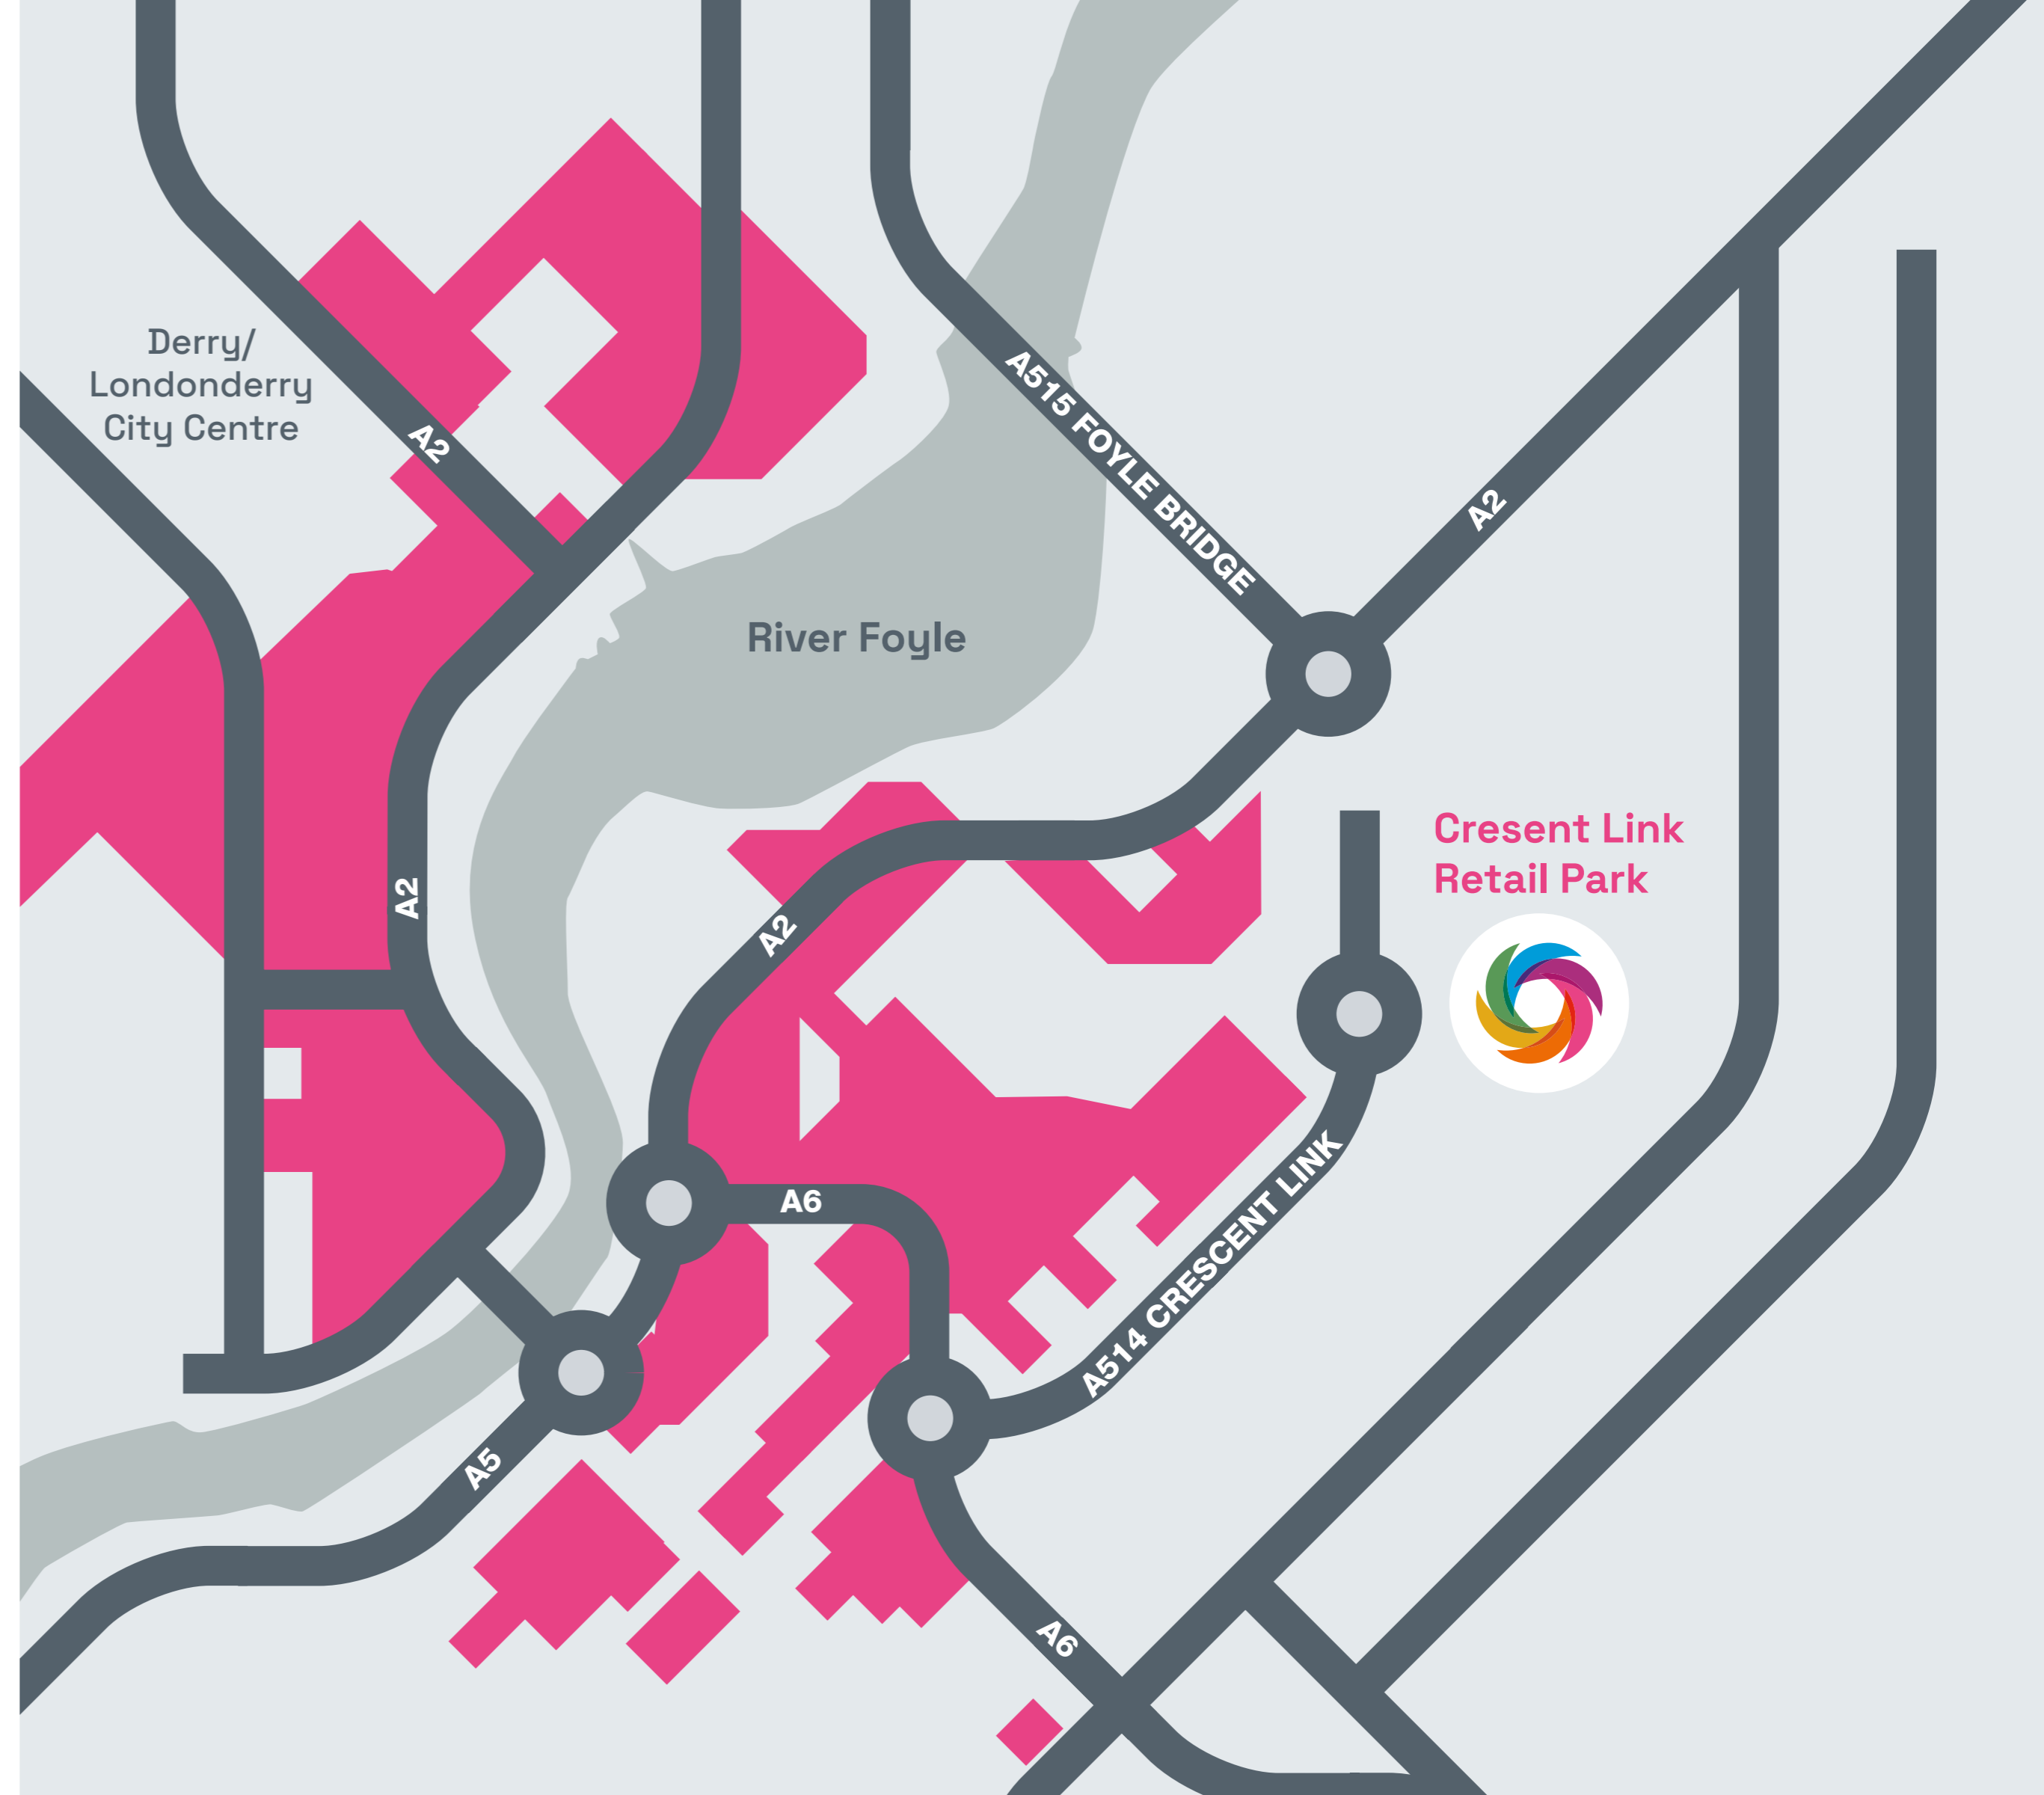 Derry/
Londonderry
City Centre
A2
A515 FOYLE BRIDGE
A2
River Foyle
Cresent Link
Retail Park
A2
A2
A6
A514 CRESCENT LINK
A5
A6